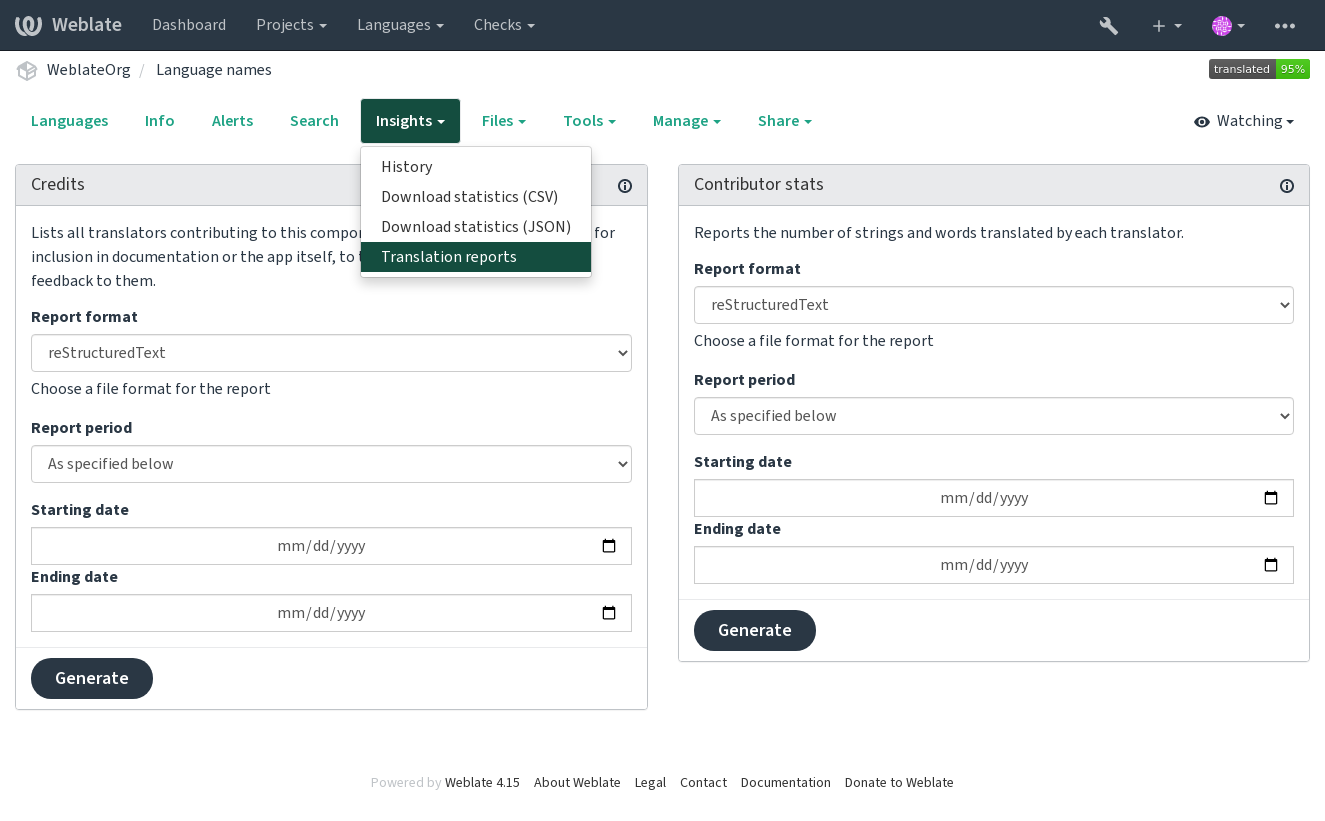 Weblate Dashboard Projects Languages Checks
WeblateOrg / Language names translated 95%
Languages Info Alerts Search Insights Files Tools Manage Share Watching
History
Download statistics (CSV)
Download statistics (JSON)
Translation reports
Credits
Lists all translators contributing to this compo for
inclusion in documentation or the app itself, to
feedback to them.
Report format
reStructuredText
Choose a file format for the report
Report period
As specified below
Starting date
mm/dd/yyyy
Ending date
mm/dd/yyyy
Generate
Contributor stats
Reports the number of strings and words translated by each translator.
Report format
reStructuredText
Choose a file format for the report
Report period
As specified below
Starting date
mm/dd/yyyy
Ending date
mm/dd/yyyy
Generate
Powered by Weblate 4.15 About Weblate Legal Contact Documentation Donate to Weblate